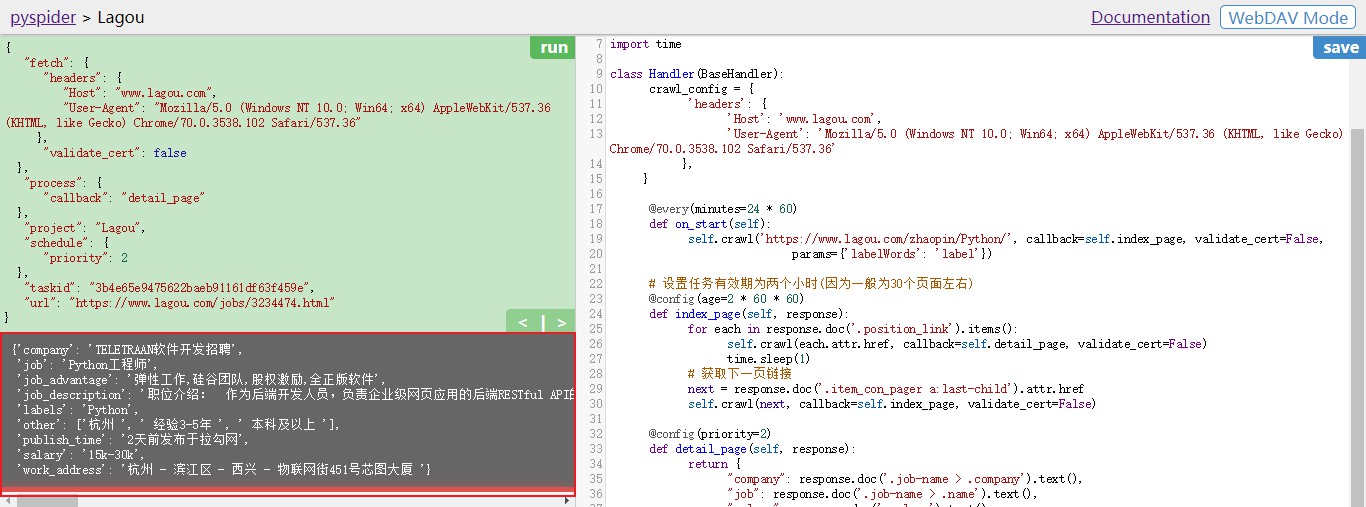 pyspider > Lagou
Documentation
WebDAV Mode
{
"fetch": {
"headers": {
"Host": "www.lagou.com",
"User-Agent": "Mozilla/5.0 (Windows NT 10.0; Win64; x64) AppleWebKit/537.36
(KHTML, like Gecko) Chrome/70.0.3538.102 Safari/537.36"
},
"validate_cert": false
},
"process": {
"callback": "detail_page"
},
"project": "Lagou",
"schedule": {
"priority": 2
},
"taskid": "3b4e65e9475622baeb91161df63f459e",
"url": "https://www.lagou.com/jobs/3234474.html"
}
run
< | >
{'company': 'TELETRAAN软件开发招聘',
'job': 'Python工程师',
'job_advantage': '弹性工作,硅谷团队,股权激励,全正版软件',
'job_description': '职位介绍： 作为后端开发人员，负责企业级网页应用的后端RESTful API的
'labels': 'Python',
'other': ['杭州 ', ' 经验3-5年 ', ' 本科及以上 '],
'publish_time': '2天前发布于拉勾网',
'salary': '15k-30k',
'work_address': '杭州 - 滨江区 - 西兴 - 物联网街451号芯图大厦 '}
save
7 import time
8
9 class Handler(BaseHandler):
10 crawl_config = {
11 'headers': {
12 'Host': 'www.lagou.com',
13 'User-Agent': 'Mozilla/5.0 (Windows NT 10.0; Win64; x64) AppleWebKit/537.36 (KHTML, like Gecko)
Chrome/70.0.3538.102 Safari/537.36'
14 },
15 }
16
17 @every(minutes=24 * 60)
18 def on_start(self):
19 self.crawl('https://www.lagou.com/zhaopin/Python/', callback=self.index_page, validate_cert=False,
20 params={'labelWords': 'label'})
21
22 # 设置任务有效期为两个小时(因为一般为30个页面左右)
23 @config(age=2 * 60 * 60)
24 def index_page(self, response):
25 for each in response.doc('.position_link').items():
26 self.crawl(each.attr.href, callback=self.detail_page, validate_cert=False)
27 time.sleep(1)
28 # 获取下一页链接
29 next = response.doc('.item_con_pager a:last-child').attr.href
30 self.crawl(next, callback=self.index_page, validate_cert=False)
31
32 @config(priority=2)
33 def detail_page(self, response):
34 return {
35 "company": response.doc('.job-name > .company').text(),
36 "job": response.doc('.job-name > .name').text(),